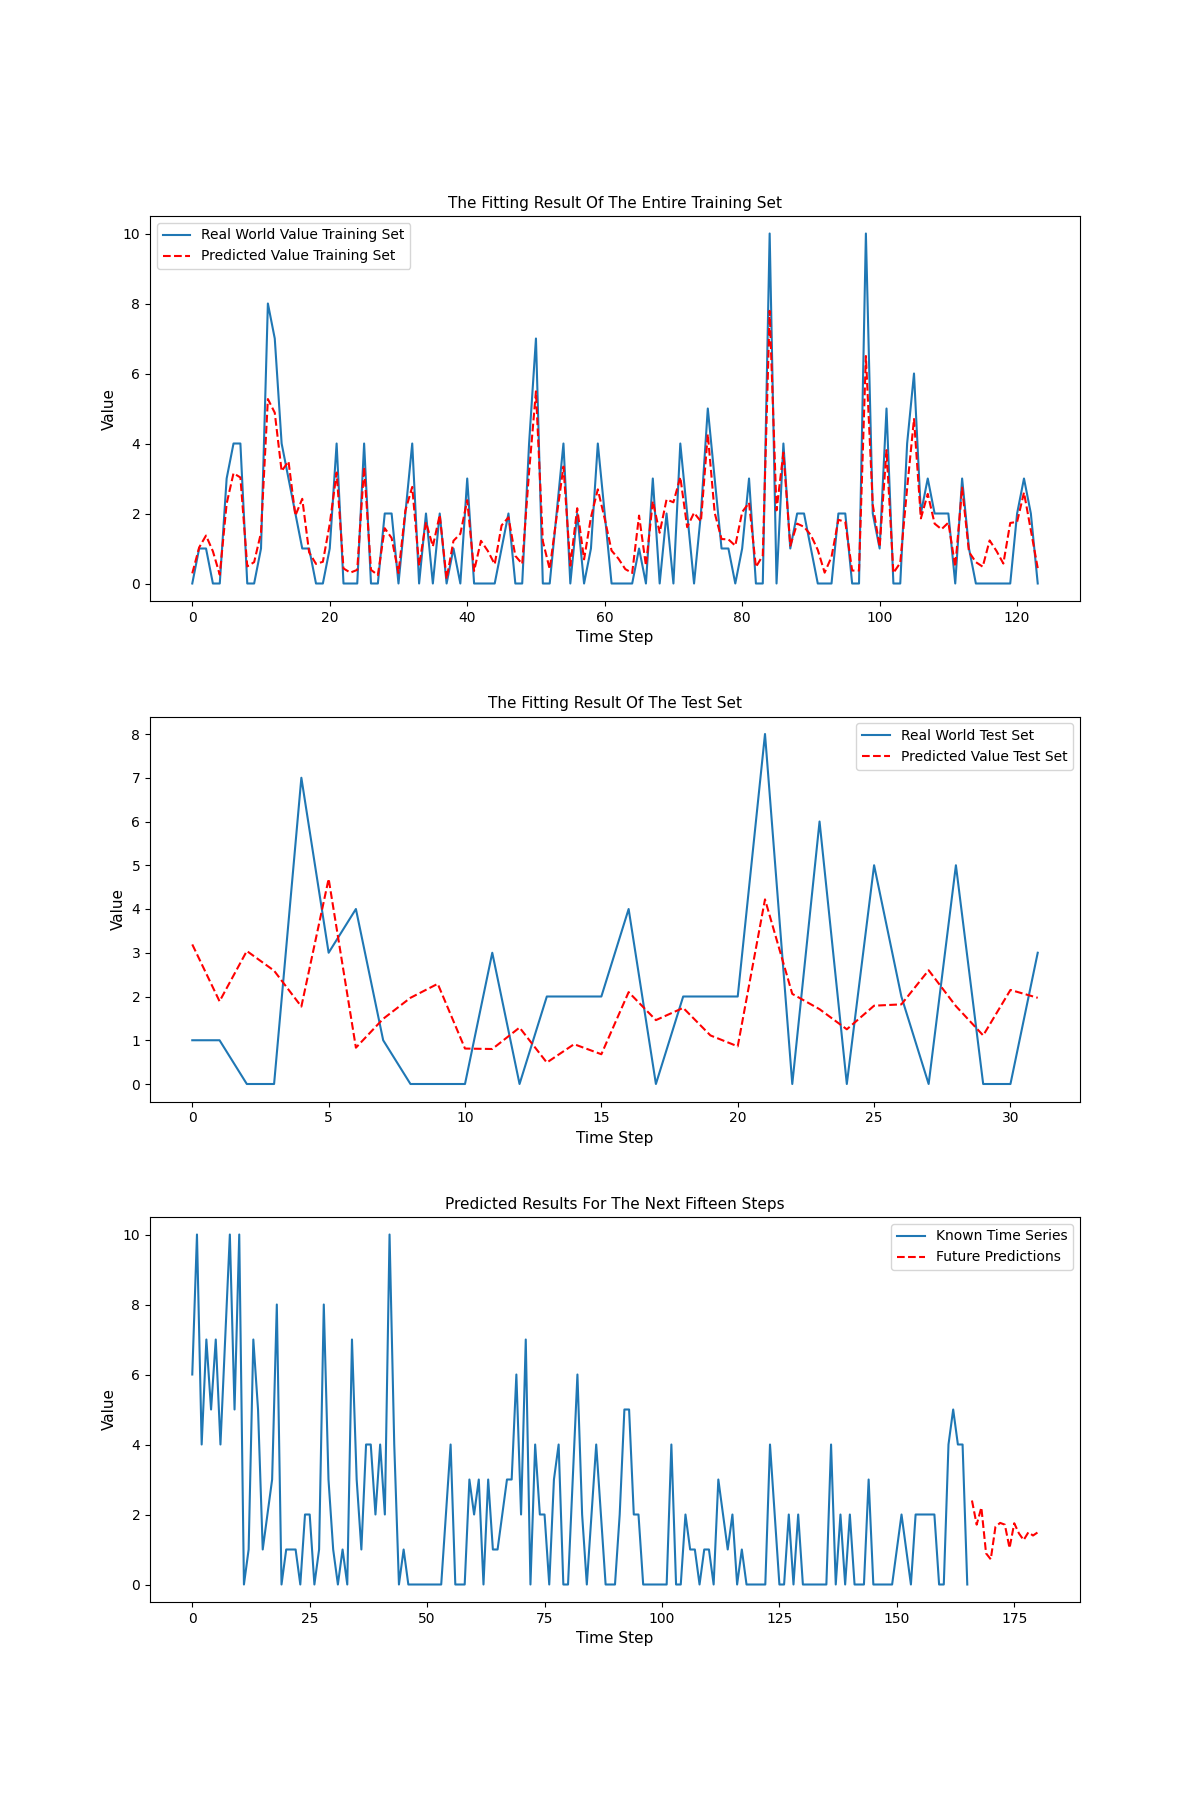 The Fitting Result Of The Entire Training Set
Real World Value Training Set
Predicted Value Training Set
Value
10
8
6
4
2
0
0 20 40 60 80 100 120
Time Step
The Fitting Result Of The Test Set
Real World Test Set
Predicted Value Test Set
Value
8
7
6
5
4
3
2
1
0
0 5 10 15 20 25 30
Time Step
Predicted Results For The Next Fifteen Steps
Known Time Series
Future Predictions
Value
10
8
6
4
2
0
0 25 50 75 100 125 150 175
Time Step